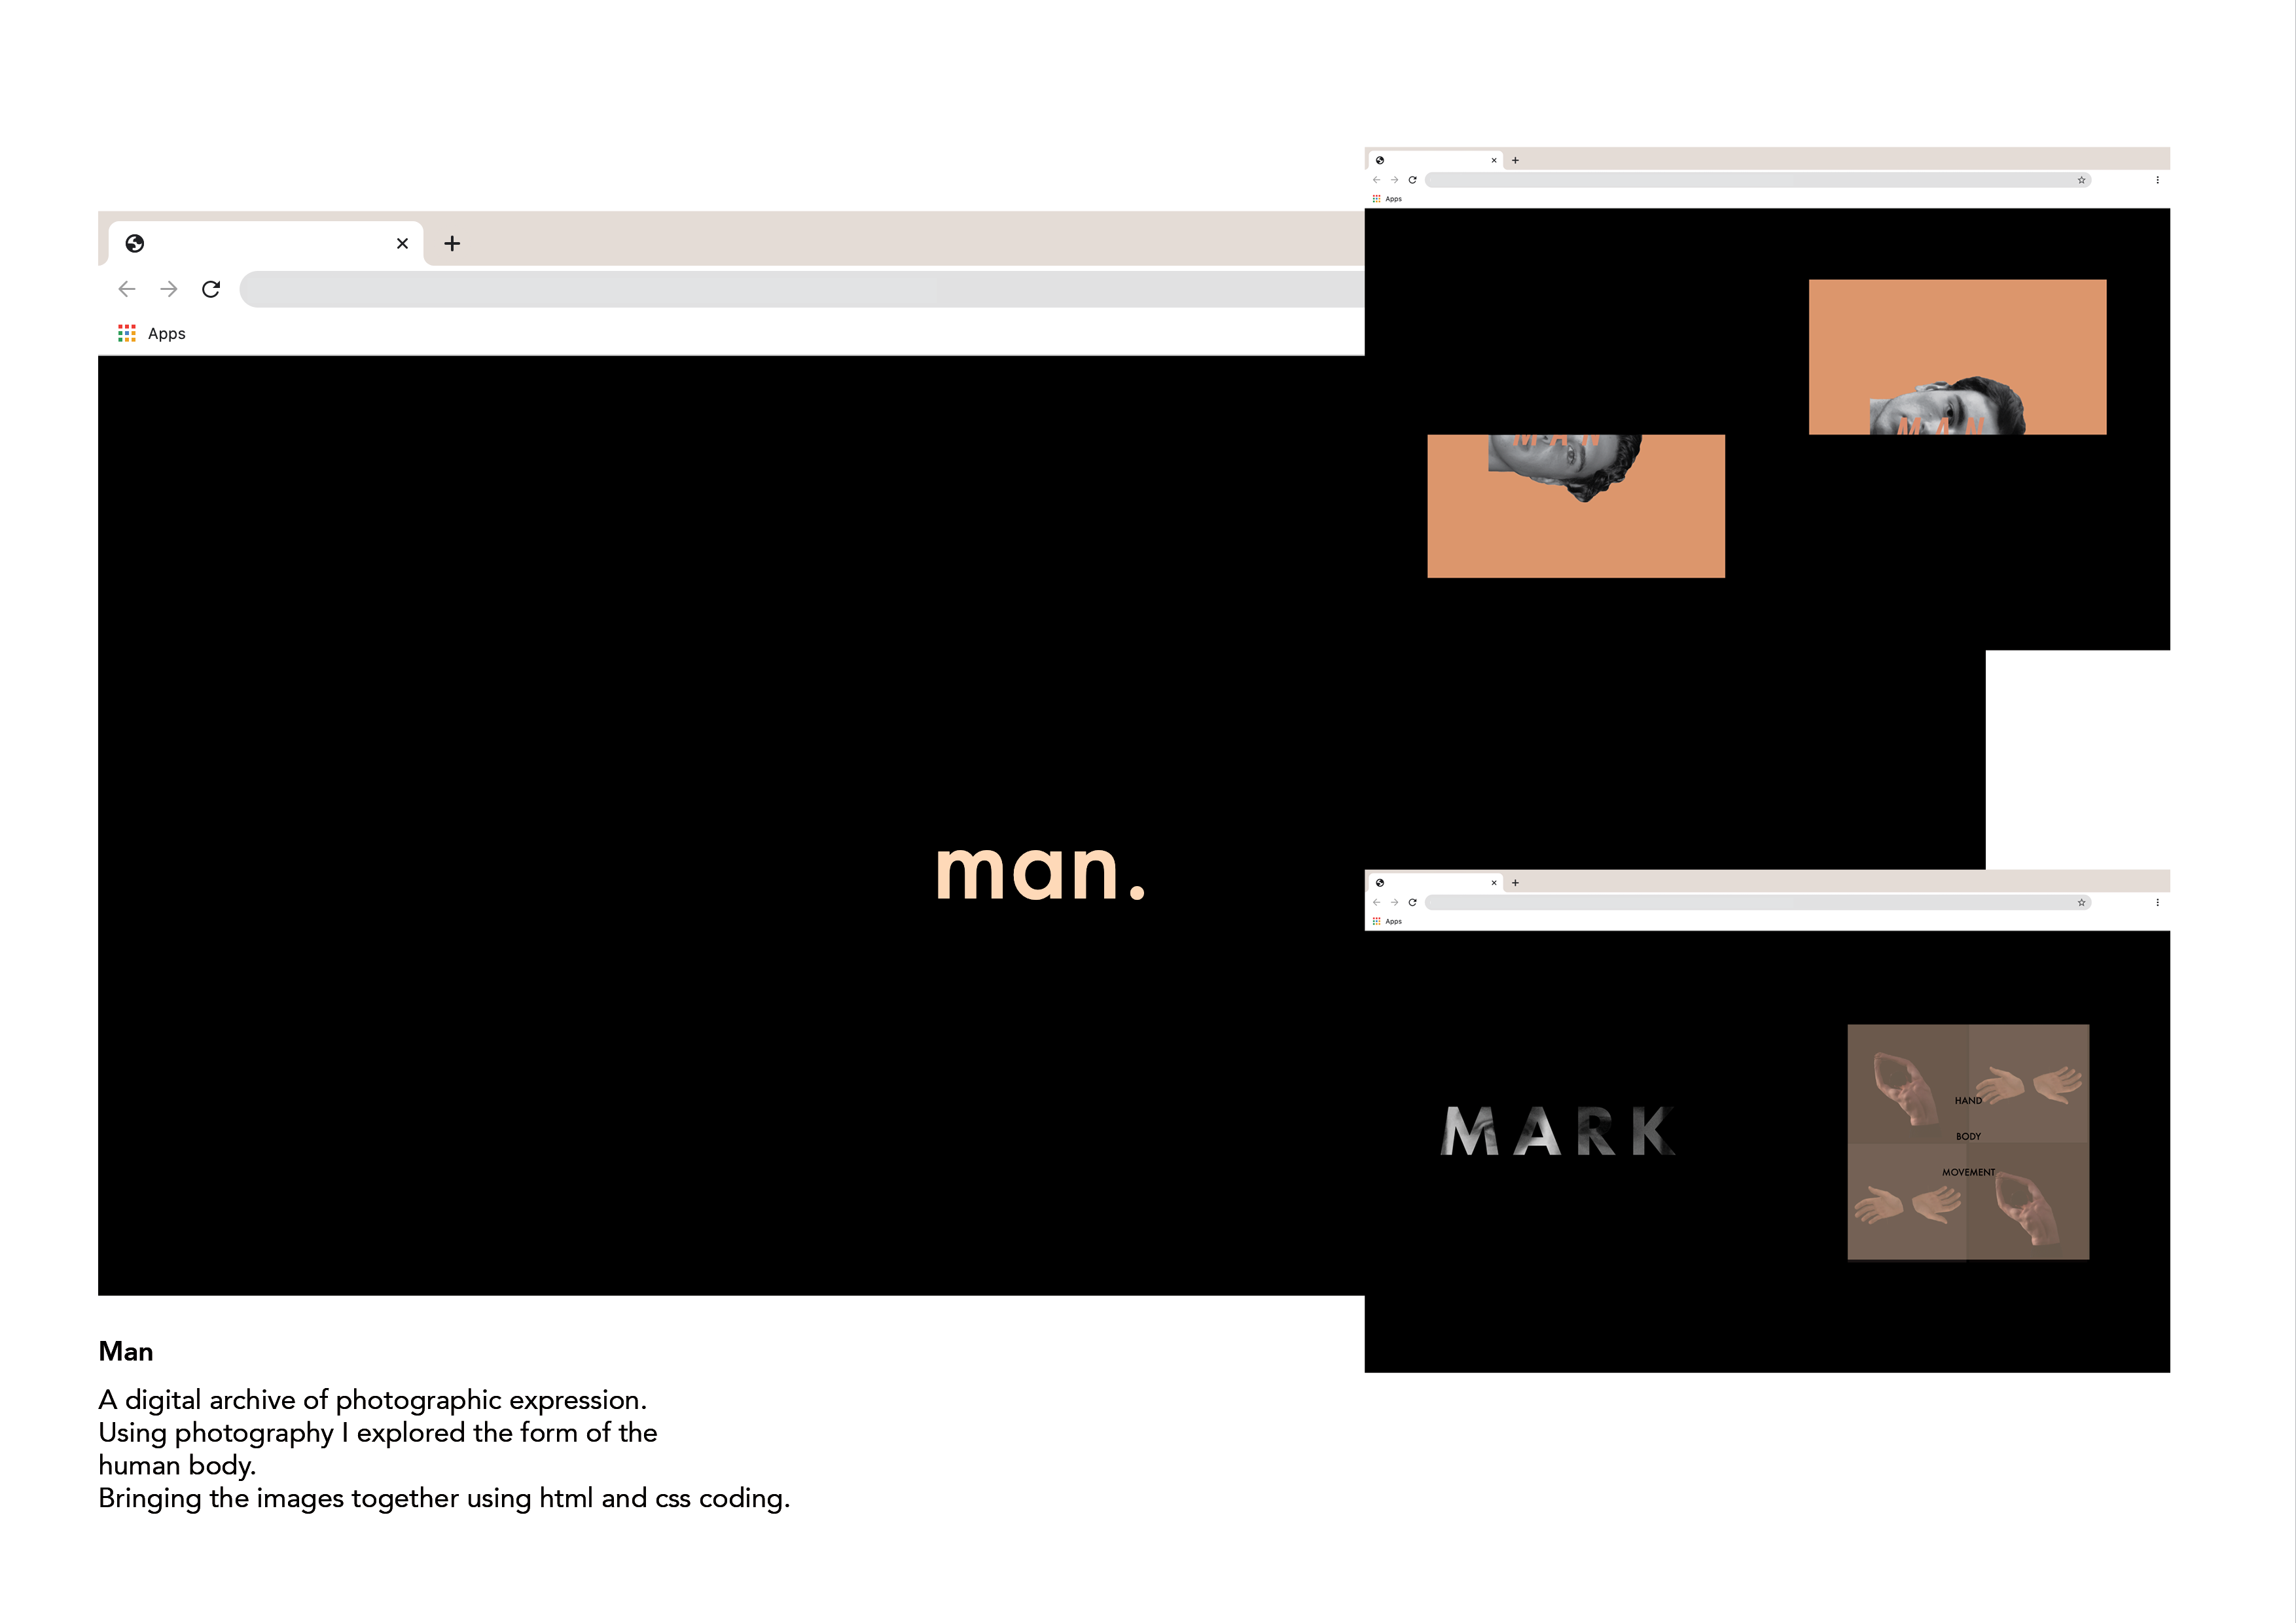 Apps
man.
Apps
M A N
M A N
Apps
MARK
HAND
BODY
MOVEMENT
Man
A digital archive of photographic expression.
Using photography I explored the form of the
human body.
Bringing the images together using html and css coding.